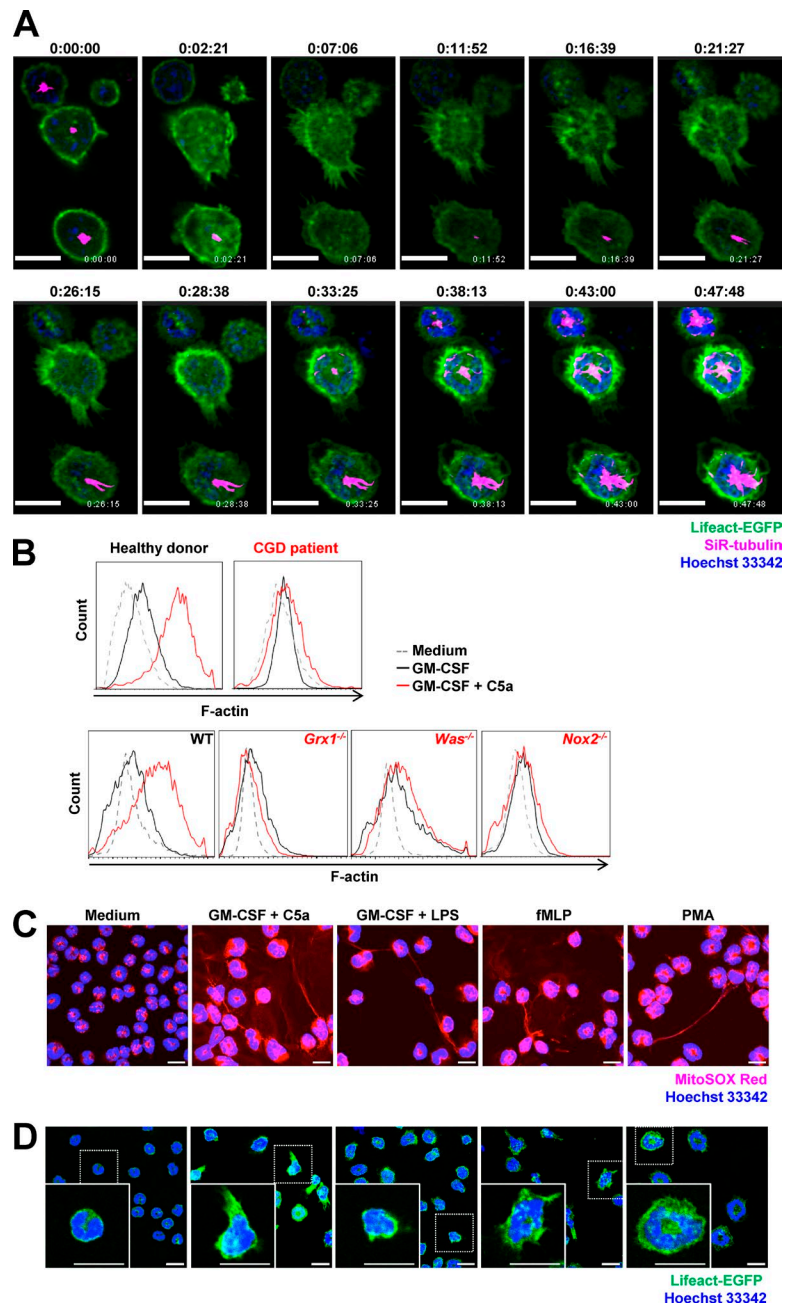 A
0:00:00 0:02:21 0:07:06 0:11:52 0:16:39 0:21:27
0:00:00 0:02:21 0:07:06 0:11:52 0:16:39 0:21:27
0:26:15 0:28:38 0:33:25 0:38:13 0:43:00 0:47:48
0:26:15 0:28:38 0:33:25 0:38:13 0:43:00 0:47:48
Lifeact-EGFP
SiR-tubulin
Hoechst 33342
B
Healthy donor CGD patient
Count
Medium
GM-CSF
GM-CSF + C5a
F-actin
WT Grx1-/- Was-/- Nox2-/-
Count
F-actin
C
Medium GM-CSF + C5a GM-CSF + LPS fMLP PMA
MitoSOX Red
Hoechst 33342
D
Lifeact-EGFP
Hoechst 33342